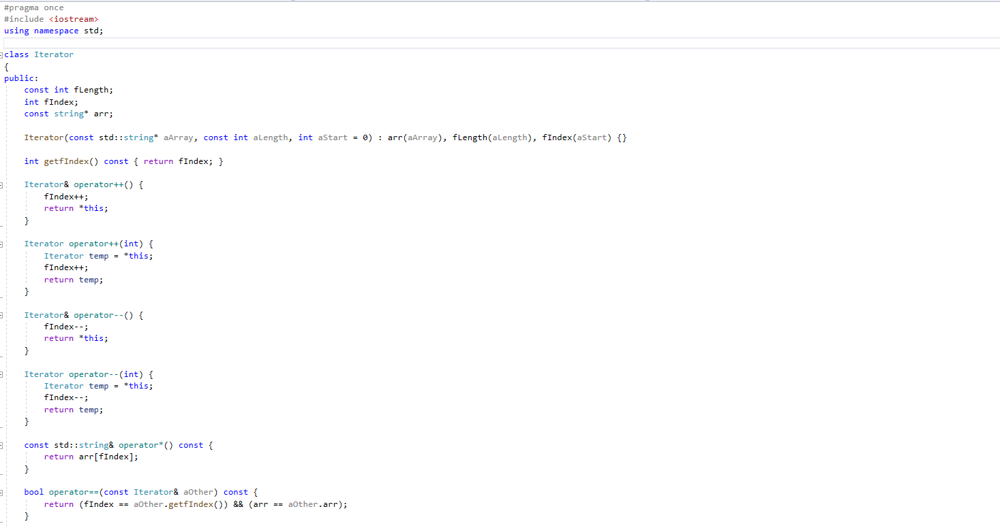 #pragma once
#include <iostream>
using namespace std;
class Iterator
{
public:
    const int fLength;
    int fIndex;
    const string* arr;
    Iterator(const std::string* aArray, const int aLength, int aStart = 0) : arr(aArray), fLength(aLength), fIndex(aStart) {}
    int getfIndex() const { return fIndex; }
    Iterator& operator++() {
        fIndex++;
        return *this;
    }
    Iterator operator++(int) {
        Iterator temp = *this;
        fIndex++;
        return temp;
    }
    Iterator& operator--() {
        fIndex--;
        return *this;
    }
    Iterator operator--(int) {
        Iterator temp = *this;
        fIndex--;
        return temp;
    }
    const std::string& operator*() const {
        return arr[fIndex];
    }
    bool operator==(const Iterator& aOther) const {
        return (fIndex == aOther.getfIndex()) && (arr == aOther.arr);
    }